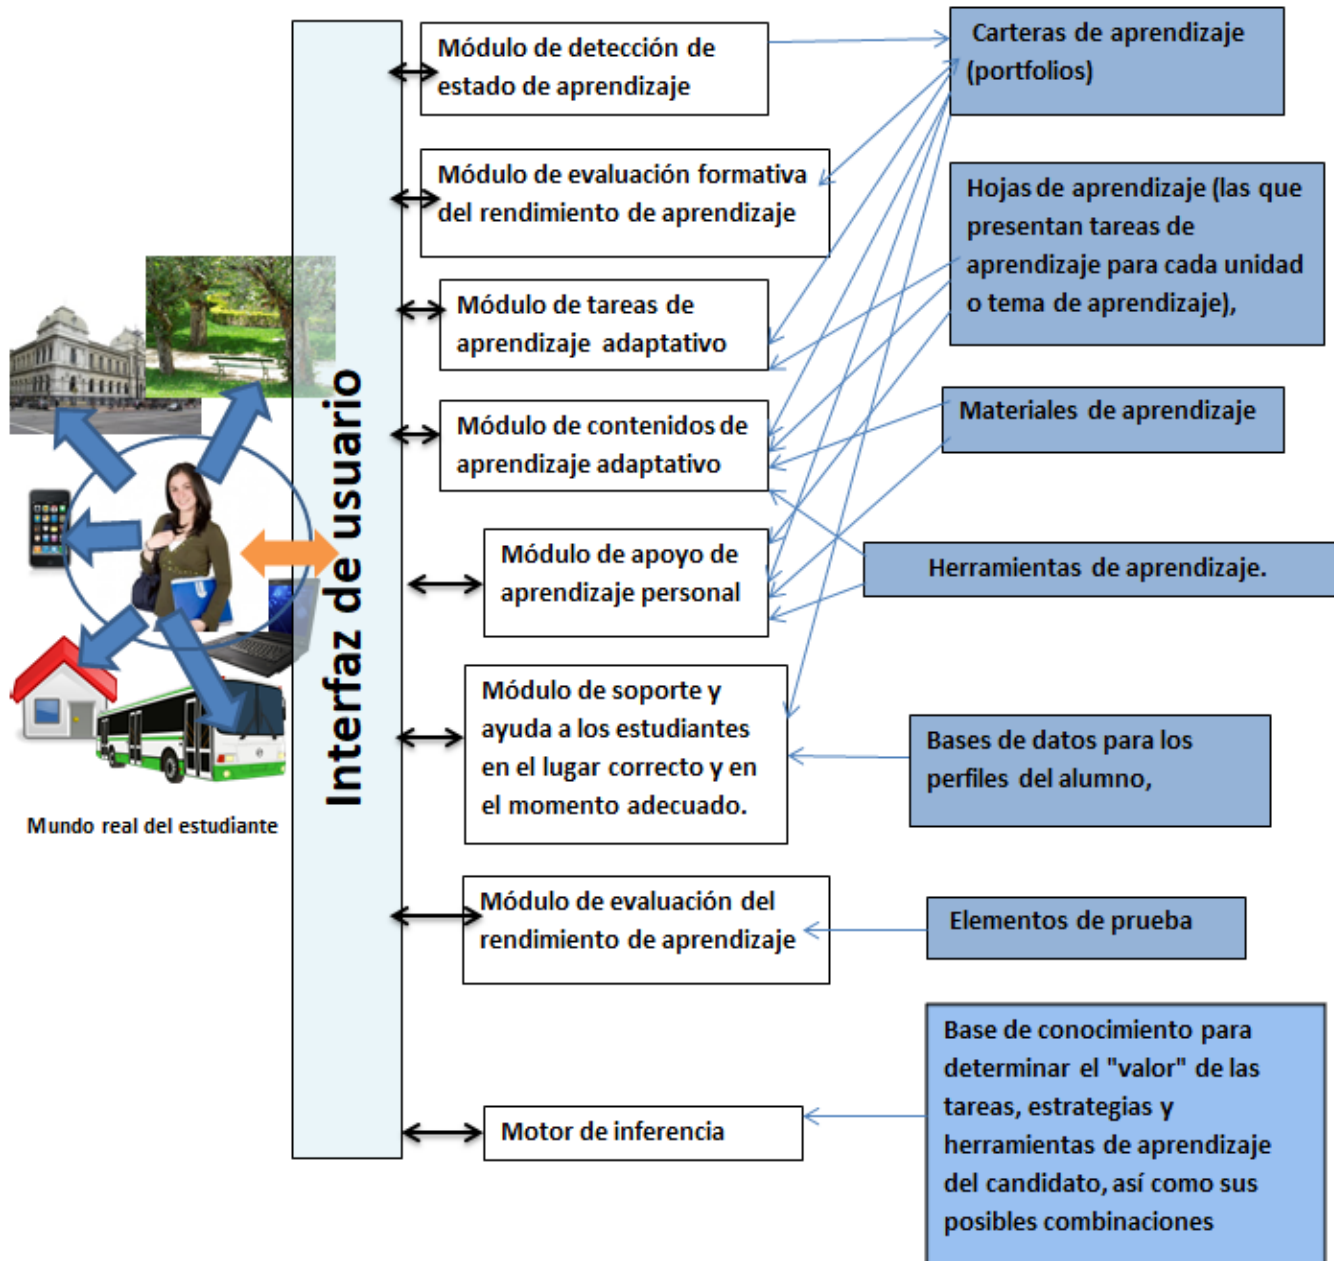 Módulo de detección de
estado de aprendizaje
Carteras de aprendizaje
(portfolios)
Módulo de evaluación formativa
del rendimiento de aprendizaje
Hojas de aprendizaje (las que
presentan tareas de
aprendizaje para cada unidad
o tema de aprendizaje),
Módulo de tareas de
aprendizaje adaptativo
Módulo de contenidos de
aprendizaje adaptativo
Materiales de aprendizaje
Interfaz de usuario
Módulo de apoyo de
aprendizaje personal
Herramientas de aprendizaje.
Módulo de soporte y
ayuda a los estudiantes
en el lugar correcto y en
el momento adecuado.
Bases de datos para los
perfiles del alumno,
Mundo real del estudiante
Módulo de evaluación del
rendimiento de aprendizaje
Elementos de prueba
Base de conocimiento para
determinar el "valor" de las
tareas, estrategias y
herramientas de aprendizaje
del candidato, así como sus
posibles combinaciones
Motor de inferencia